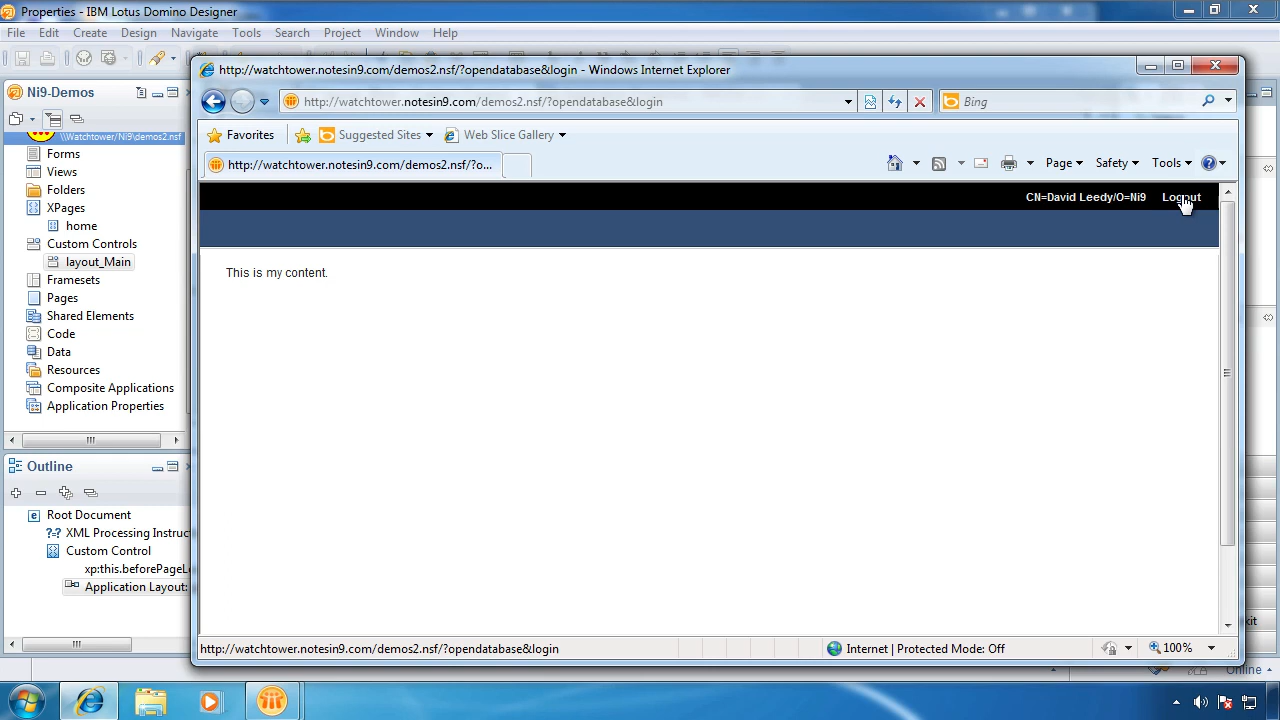 Properties - IBM Lotus Domino Designer
File Edit Create Design Navigate Tools Search Project Window Help
Ni9-Demos
\\Watchtower/Ni9\demos2.nsf
Forms
Views
Folders
XPages
home
Custom Controls
layout_Main
Framesets
Pages
Shared Elements
Code
Data
Resources
Composite Applications
Application Properties
Outline
Root Document
XML Processing Instruc
Custom Control
xp:this.beforePageLo
Application Layout:
http://watchtower.notesin9.com/demos2.nsf/?opendatabase&login - Windows Internet Explorer
http://watchtower.notesin9.com/demos2.nsf/?opendatabase&login
Bing
Favorites Suggested Sites Web Slice Gallery
http://watchtower.notesin9.com/demos2.nsf/?o...
Page Safety Tools
CN=David Leedy/O=Ni9 Logout
This is my content.
http://watchtower.notesin9.com/demos2.nsf/?opendatabase&login
Internet | Protected Mode: Off
100%
Online